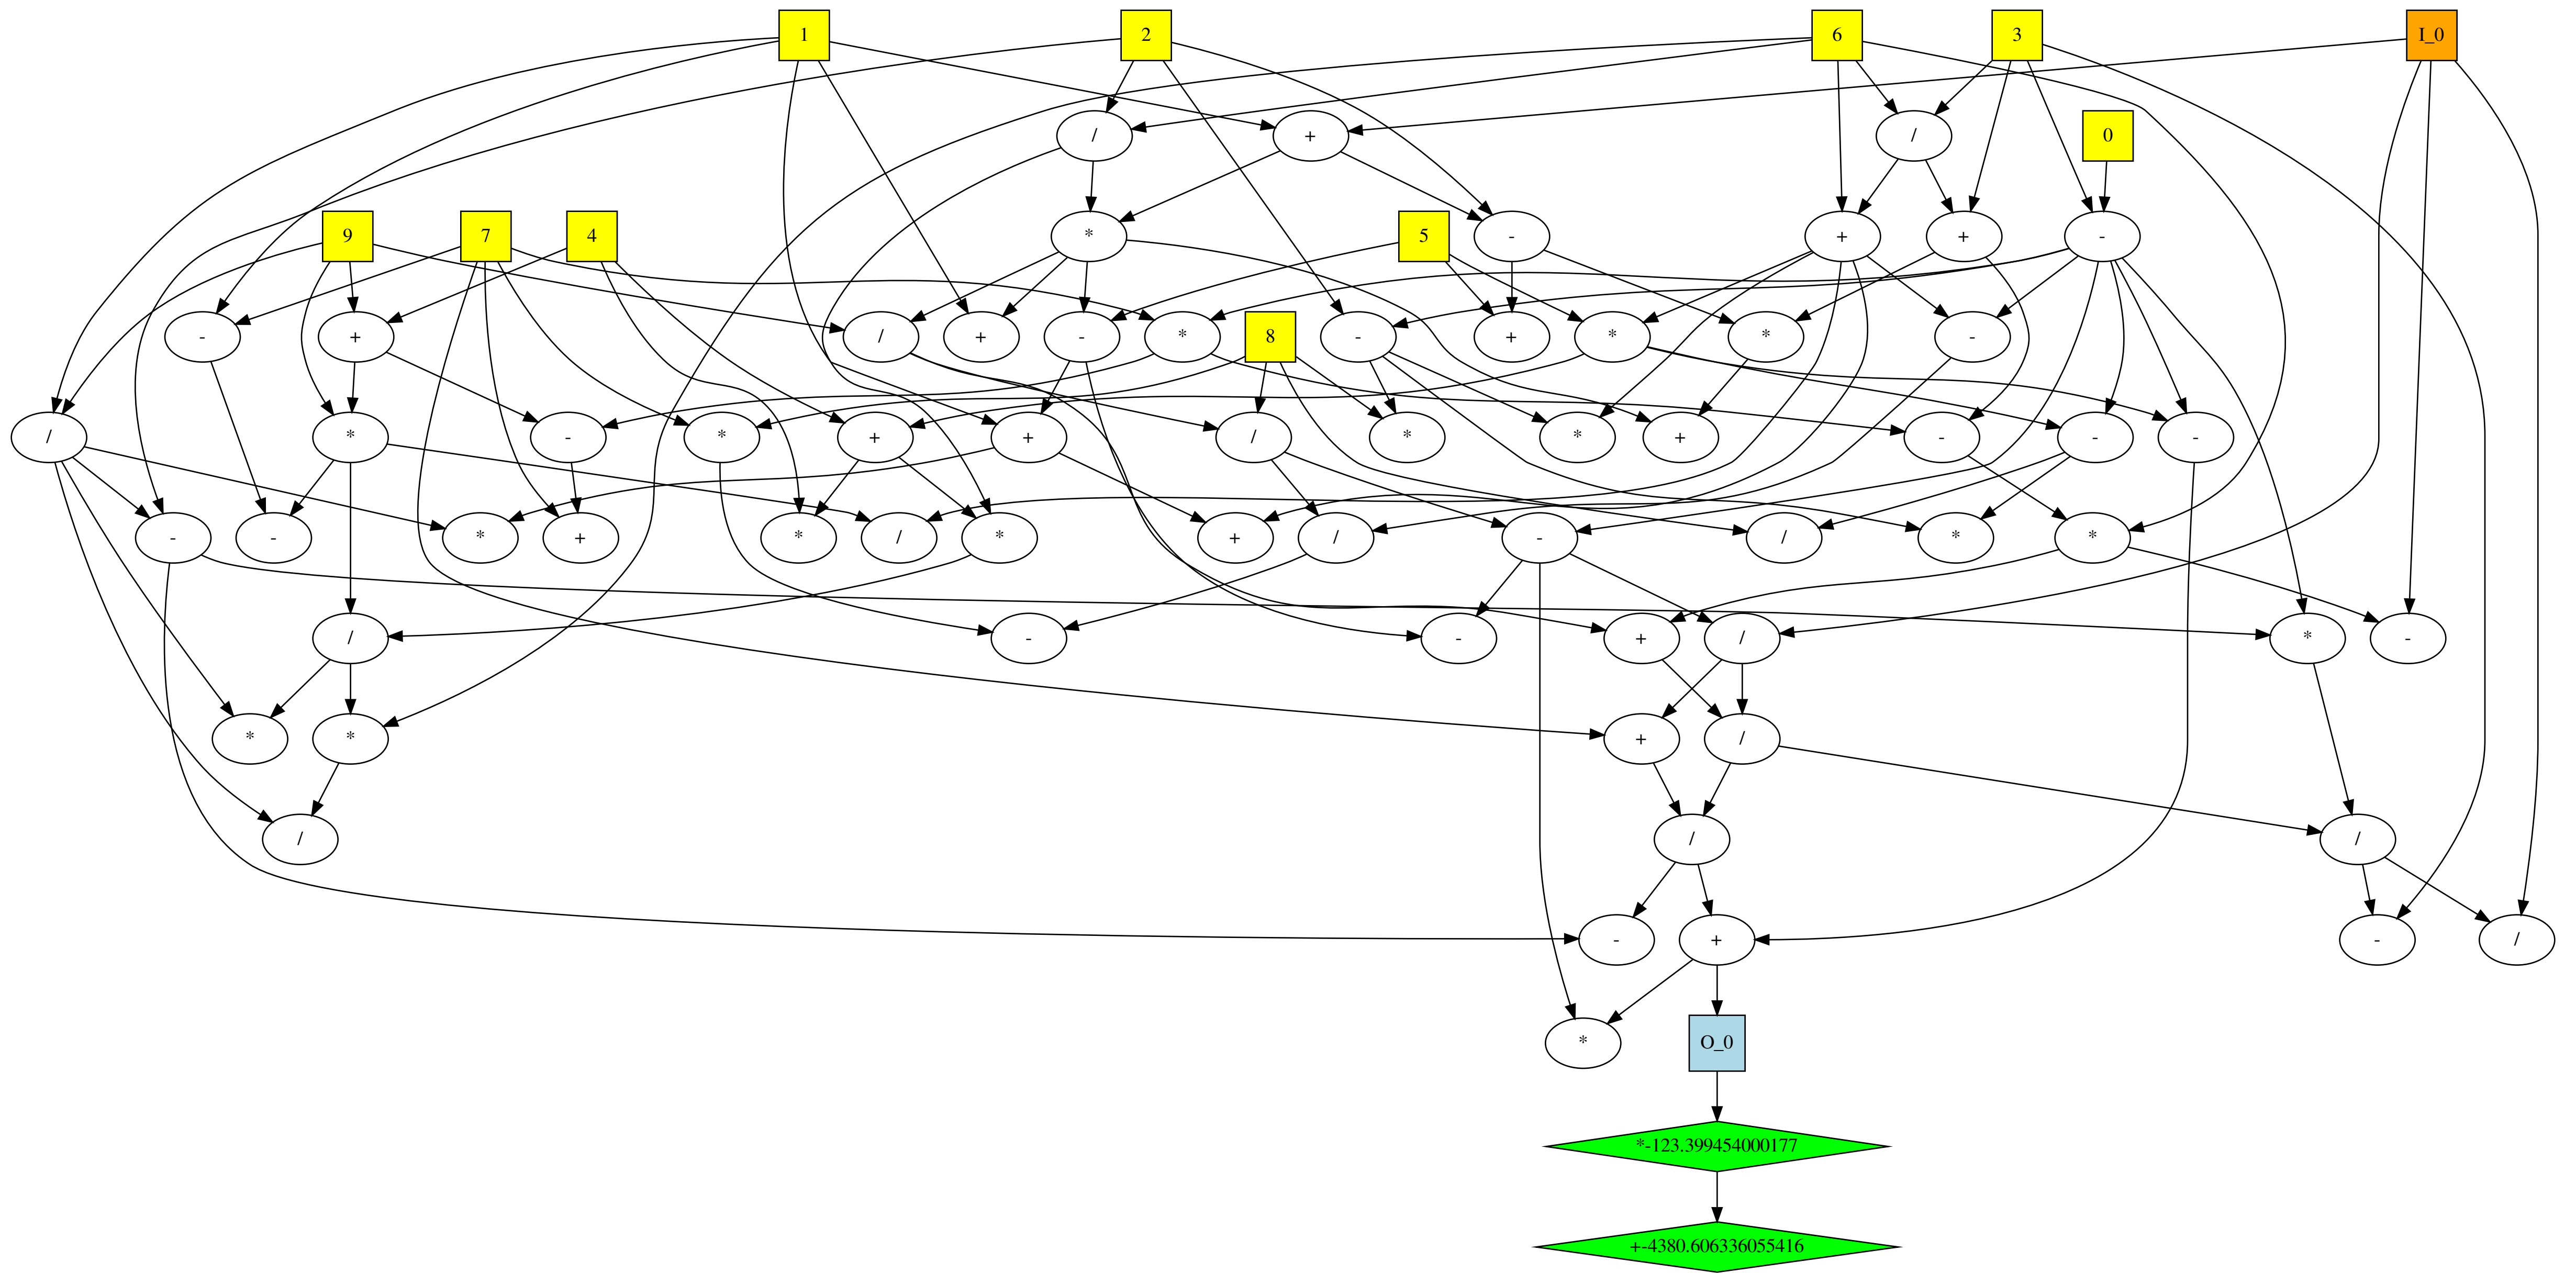 1 2 6 3 I_0
/ + / 0
9 7 4 5 - + + -
- + / + - * 8 - + * * -
/ * - * + + / * * + - - -
- - * + * / * + / - / * *
/ - - + / * -
* * + /
/ / /
- + - /
* O_0
*-123.399454000177
+-4380.606336055416